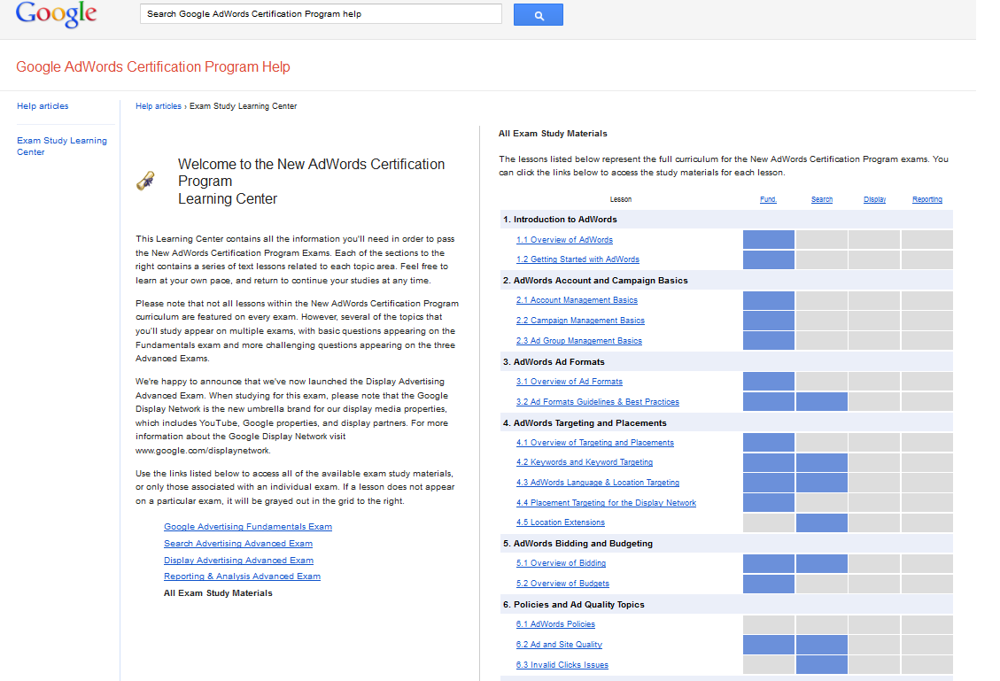 Google
Search Google AdWords Certification Program help
Google AdWords Certification Program Help
Help articles
Exam Study Learning
Center
Help articles › Exam Study Learning Center
Welcome to the New AdWords Certification
Program
Learning Center
This Learning Center contains all the information you'll need in order to pass
the New AdWords Certification Program Exams. Each of the sections to the
right contains a series of text lessons related to each topic area. Feel free to
learn at your own pace, and return to continue your studies at any time.
Please note that not all lessons within the New AdWords Certification Program
curriculum are featured on every exam. However, several of the topics that
you'll study appear on multiple exams, with basic questions appearing on the
Fundamentals exam and more challenging questions appearing on the three
Advanced Exams.
We're happy to announce that we've now launched the Display Advertising
Advanced Exam. When studying for this exam, please note that the Google
Display Network is the new umbrella brand for our display media properties,
which includes YouTube, Google properties, and display partners. For more
information about the Google Display Network visit
www.google.com/displaynetwork.
Use the links listed below to access all of the available exam study materials,
or only those associated with an individual exam. If a lesson does not appear
on a particular exam, it will be grayed out in the grid to the right.
Google Advertising Fundamentals Exam
Search Advertising Advanced Exam
Display Advertising Advanced Exam
Reporting & Analysis Advanced Exam
All Exam Study Materials
All Exam Study Materials
The lessons listed below represent the full curriculum for the New AdWords Certification Program exams. You
can click the links below to access the study materials for each lesson.
Lesson Fund. Search Display Reporting
1. Introduction to AdWords
1.1 Overview of AdWords
1.2 Getting Started with AdWords
2. AdWords Account and Campaign Basics
2.1 Account Management Basics
2.2 Campaign Management Basics
2.3 Ad Group Management Basics
3. AdWords Ad Formats
3.1 Overview of Ad Formats
3.2 Ad Formats Guidelines & Best Practices
4. AdWords Targeting and Placements
4.1 Overview of Targeting and Placements
4.2 Keywords and Keyword Targeting
4.3 AdWords Language & Location Targeting
4.4 Placement Targeting for the Display Network
4.5 Location Extensions
5. AdWords Bidding and Budgeting
5.1 Overview of Bidding
5.2 Overview of Budgets
6. Policies and Ad Quality Topics
6.1 AdWords Policies
6.2 Ad and Site Quality
6.3 Invalid Clicks Issues